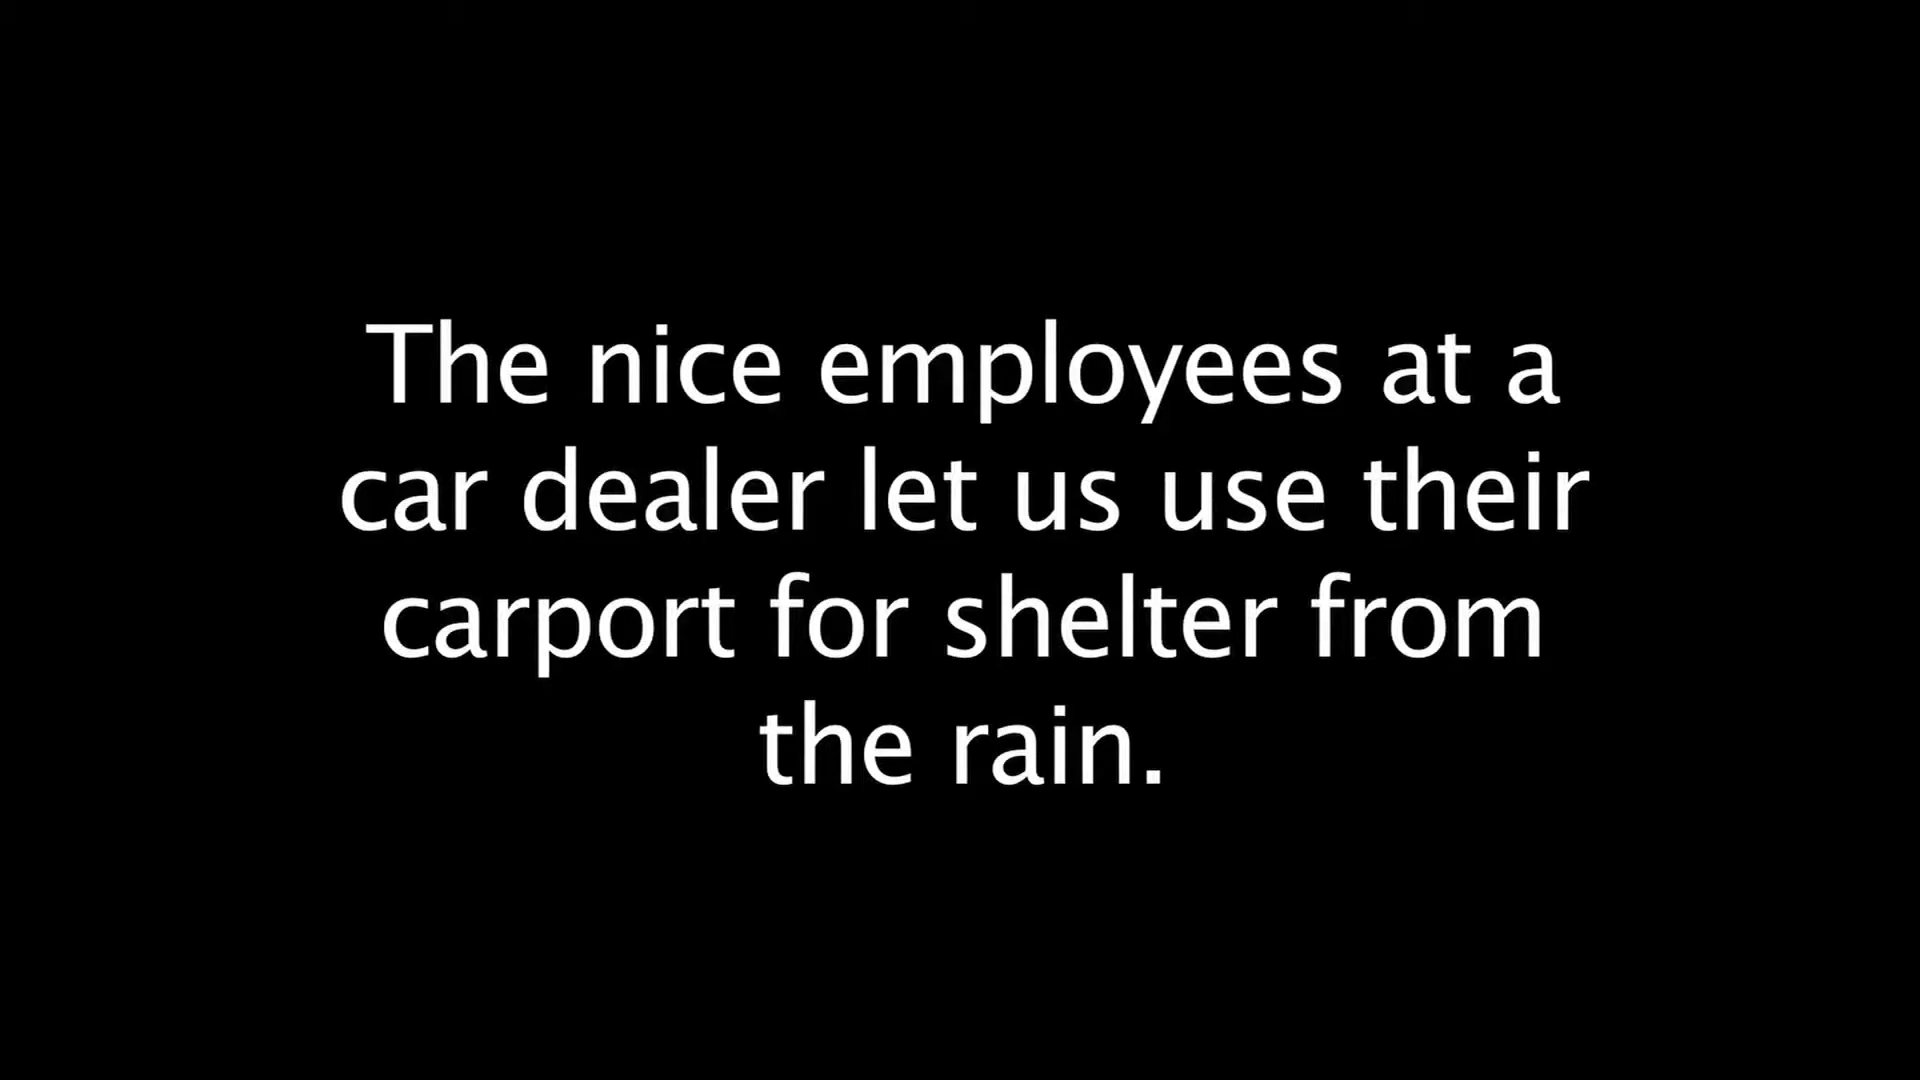 The nice employees at a
car dealer let us use their
carport for shelter from
the rain.